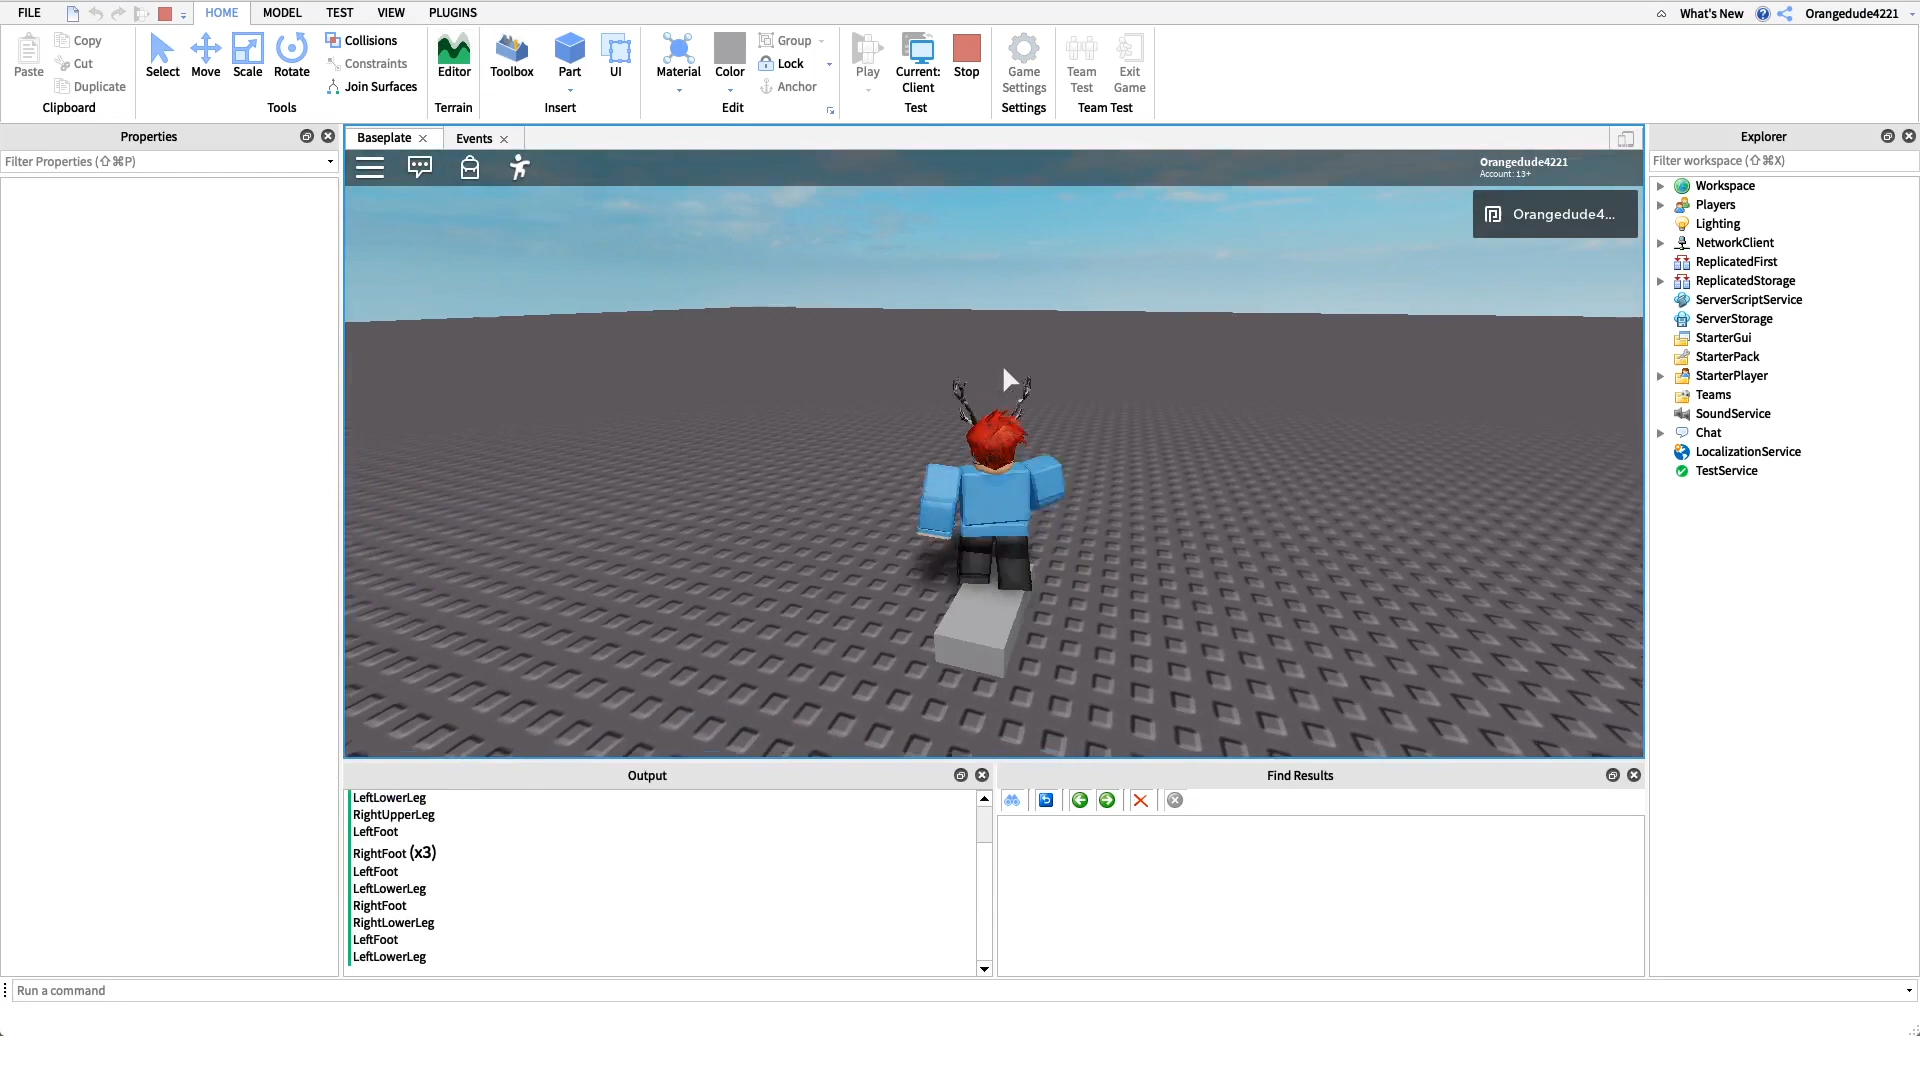 FILE HOME MODEL TEST VIEW PLUGINS What's New Orangedude4221
Paste Copy Cut Duplicate Clipboard
Select Move Scale Rotate Collisions Constraints Join Surfaces Tools
Editor Terrain
Toolbox Part UI Insert
Material Color Group Lock Anchor Edit
Play Current: Client Stop Test
Game Settings Settings
Team Test Exit Game Team Test
Properties
Filter Properties (⇧⌘P)
Baseplate Events
Orangedude4221
Account: 13+
Orangedude4...
Explorer
Filter workspace (⇧⌘X)
Workspace
Players
Lighting
NetworkClient
ReplicatedFirst
ReplicatedStorage
ServerScriptService
ServerStorage
StarterGui
StarterPack
StarterPlayer
Teams
SoundService
Chat
LocalizationService
TestService
Output
LeftLowerLeg
RightUpperLeg
LeftFoot
RightFoot (x3)
LeftFoot
LeftLowerLeg
RightFoot
RightLowerLeg
LeftFoot
LeftLowerLeg
Find Results
Run a command